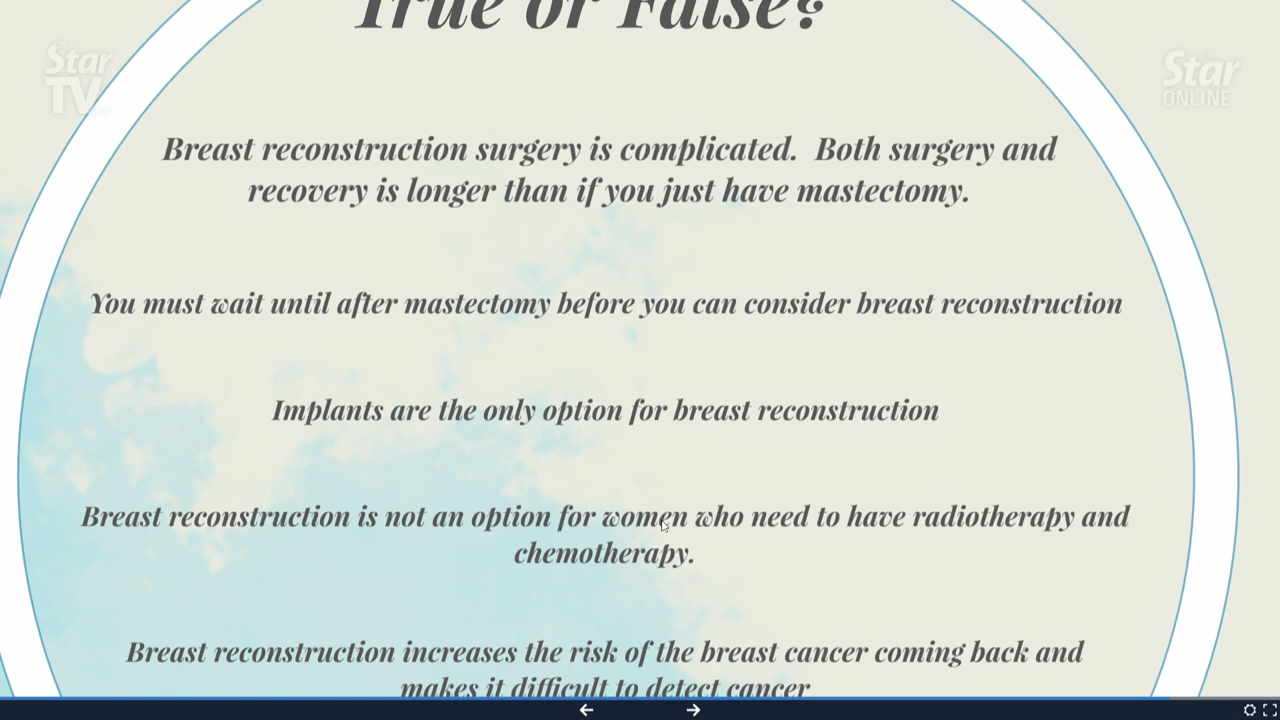 True or False?
Star
TV
Star
ONLINE
Breast reconstruction surgery is complicated. Both surgery and
recovery is longer than if you just have mastectomy.
You must wait until after mastectomy before you can consider breast reconstruction
Implants are the only option for breast reconstruction
Breast reconstruction is not an option for women who need to have radiotherapy and
chemotherapy.
Breast reconstruction increases the risk of the breast cancer coming back and
makes it difficult to detect cancer